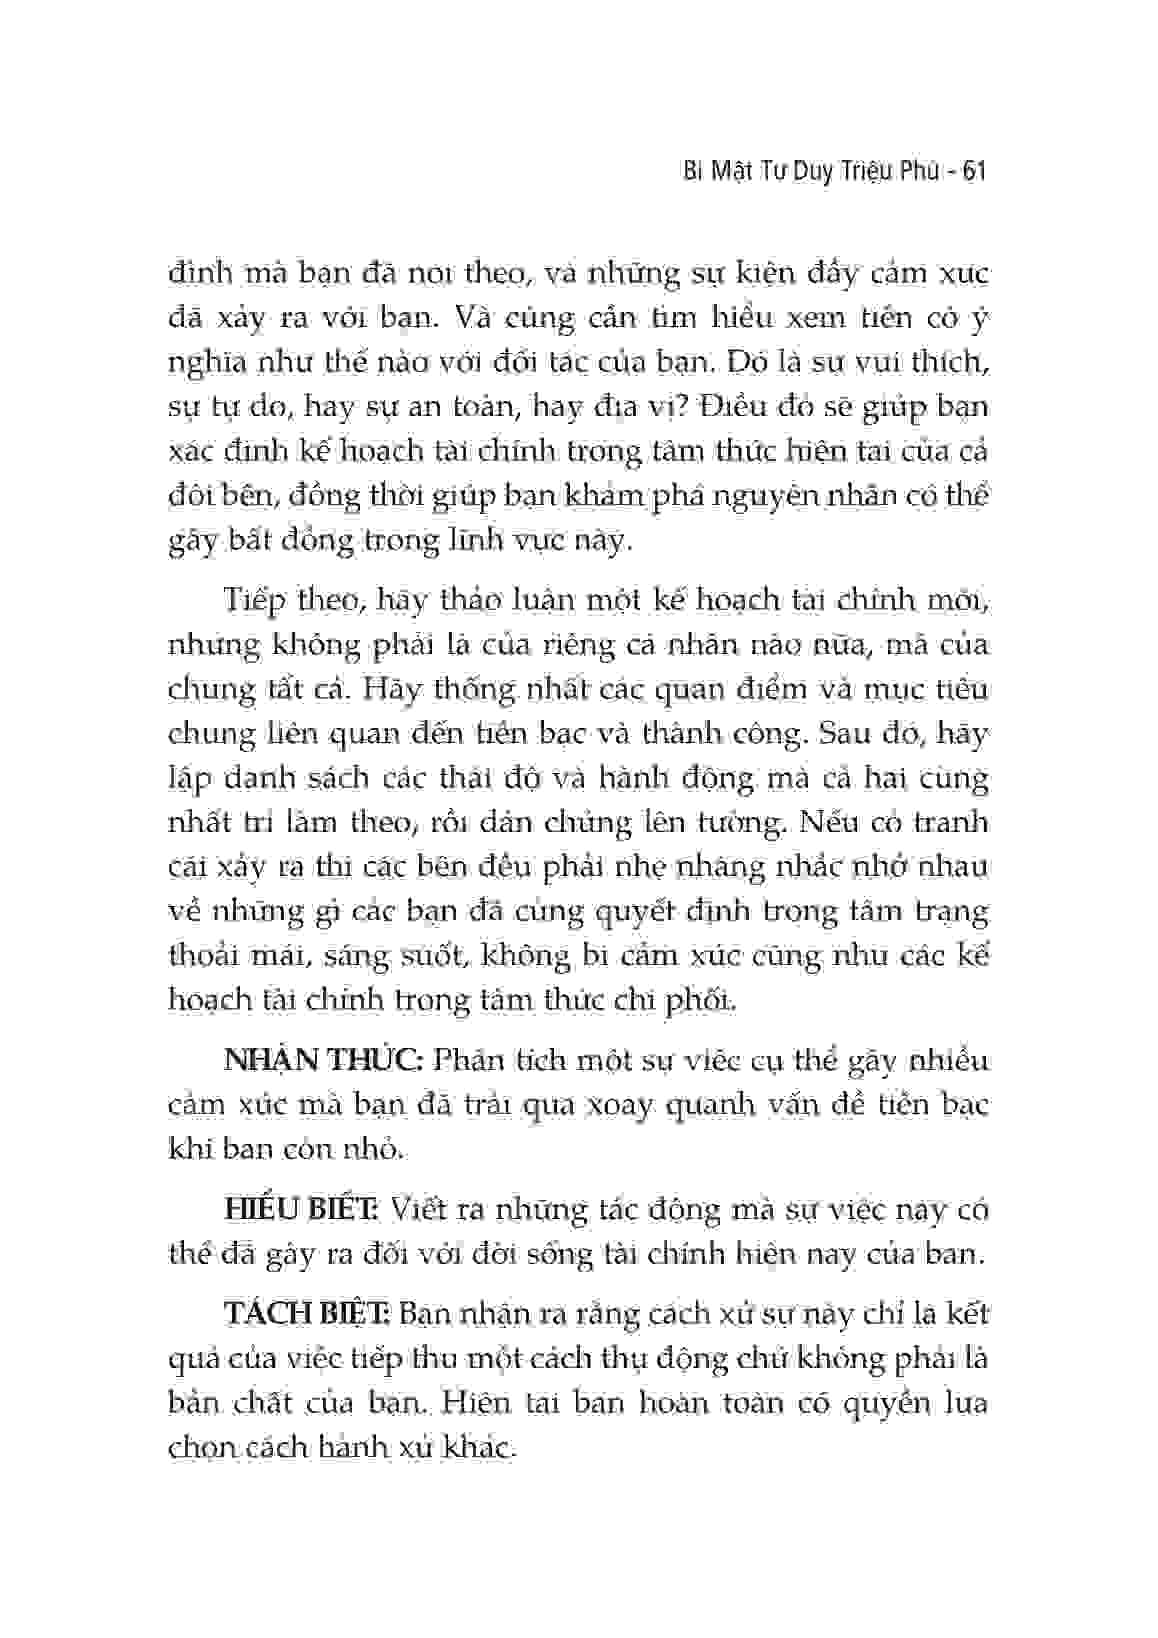 Bí Mật Tư Duy Triệu Phú - 61
đình mà bạn đã noi theo, và những sự kiện đầy cảm xúc
đã xảy ra với bạn. Và cũng cần tìm hiểu xem tiền có ý
nghĩa như thế nào với đối tác của bạn. Đó là sự vui thích,
sự tự do, hay sự an toàn, hay địa vị? Điều đó sẽ giúp bạn
xác định kế hoạch tài chính trong tâm thức hiện tại của cả
đôi bên, đồng thời giúp bạn khám phá nguyên nhân có thể
gây bất đồng trong lĩnh vực này.
Tiếp theo, hãy thảo luận một kế hoạch tài chính mới,
nhưng không phải là của riêng cá nhân nào nữa, mà của
chung tất cả. Hãy thống nhất các quan điểm và mục tiêu
chung liên quan đến tiền bạc và thành công. Sau đó, hãy
lập danh sách các thái độ và hành động mà cả hai cùng
nhất trí làm theo, rồi dán chúng lên tường. Nếu có tranh
cãi xảy ra thì các bên đều phải nhẹ nhàng nhắc nhở nhau
về những gì các bạn đã cùng quyết định trong tâm trạng
thoải mái, sáng suốt, không bị cảm xúc cũng như các kế
hoạch tài chính trong tâm thức chi phối.
NHẬN THỨC: Phân tích một sự việc cụ thể gây nhiều
cảm xúc mà bạn đã trải qua xoay quanh vấn đề tiền bạc
khi bạn còn nhỏ.
HIỂU BIẾT: Viết ra những tác động mà sự việc này có
thể đã gây ra đối với đời sống tài chính hiện nay của bạn.
TÁCH BIỆT: Bạn nhận ra rằng cách xử sự này chỉ là kết
quả của việc tiếp thu một cách thụ động chứ không phải là
bản chất của bạn. Hiện tại bạn hoàn toàn có quyền lựa
chọn cách hành xử khác.